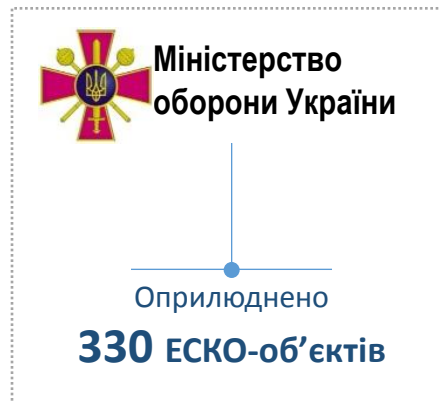 Міністерство
оборони України
Оприлюднено
330 ЕСКО-об’єктів